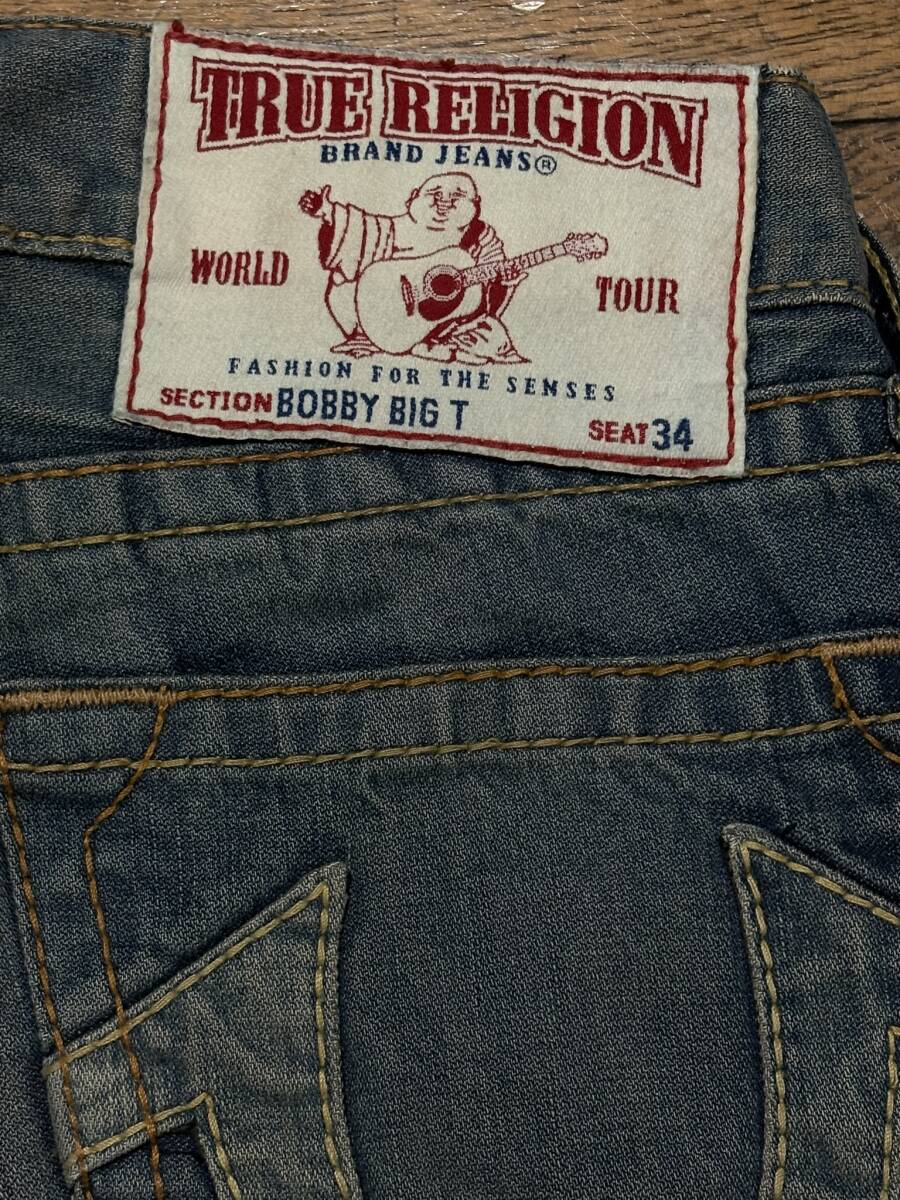 TRUE RELIGION
BRAND JEANS®
WORLD TOUR
FASHION FOR THE SENSES
SECTION BOBBY BIG T SEAT 34